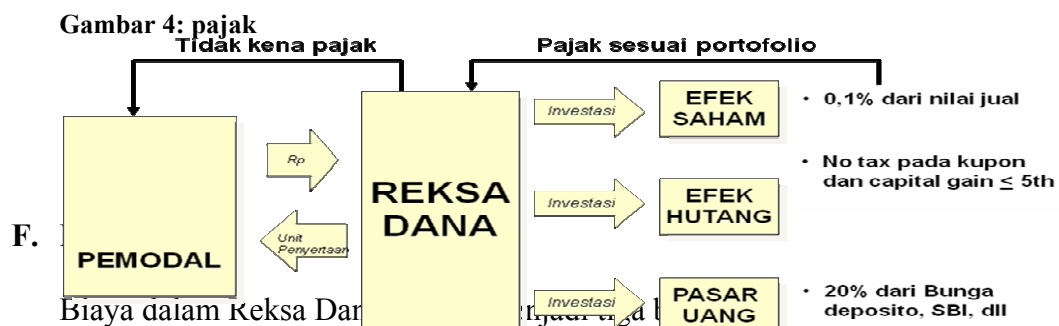 Gambar 4: pajak
Tidak kena pajak
Pajak sesuai portofolio
PEMODAL
Rp
Unit
Penyertaan
REKSA
DANA
Investasi
EFEK
SAHAM
• 0,1% dari nilai jual
Investasi
EFEK
HUTANG
• No tax pada kupon
dan capital gain ≤ 5th
Investasi
PASAR
UANG
• 20% dari Bunga
deposito, SBI, dll
F.
Biaya dalam Reksa